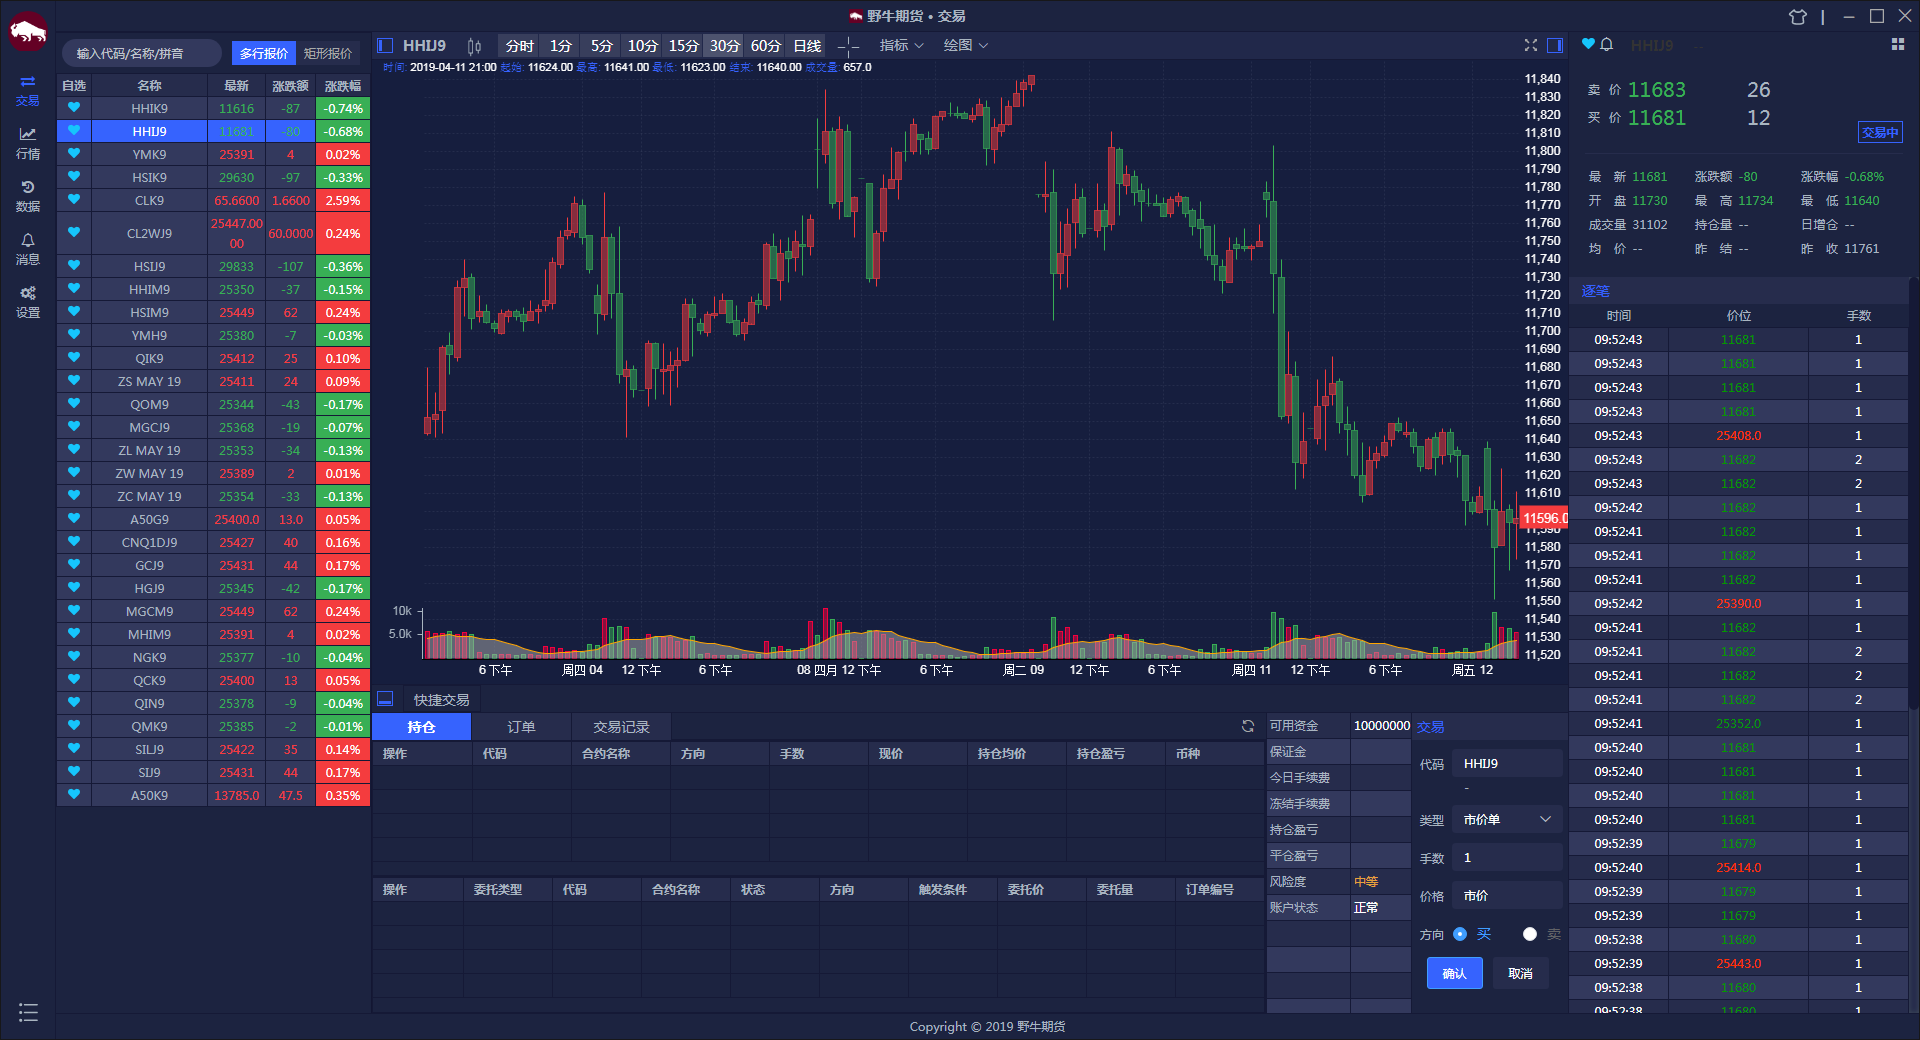 野牛期货 • 交易
输入代码/名称/拼音 多行报价 矩形报价
交易
行情
数据
消息
设置
自选 名称 最新 涨跌额 涨跌幅
HHIK9 11616 -87 -0.74%
HHIJ9 11681 -80 -0.68%
YMK9 25391 4 0.02%
HSIK9 29630 -97 -0.33%
CLK9 65.6600 1.6600 2.59%
CL2WJ9 25447.0000 60.0000 0.24%
HSIJ9 29833 -107 -0.36%
HHIM9 25350 -37 -0.15%
HSIM9 25449 62 0.24%
YMH9 25380 -7 -0.03%
QIK9 25412 25 0.10%
ZS MAY 19 25411 24 0.09%
QOM9 25344 -43 -0.17%
MGCJ9 25368 -19 -0.07%
ZL MAY 19 25353 -34 -0.13%
ZW MAY 19 25389 2 0.01%
ZC MAY 19 25354 -33 -0.13%
A50G9 25400.0 13.0 0.05%
CNQ1DJ9 25427 40 0.16%
GCJ9 25431 44 0.17%
HGJ9 25345 -42 -0.17%
MGCM9 25449 62 0.24%
MHIM9 25391 4 0.02%
NGK9 25377 -10 -0.04%
QCK9 25400 13 0.05%
QIN9 25378 -9 -0.04%
QMK9 25385 -2 -0.01%
SILJ9 25422 35 0.14%
SIJ9 25431 44 0.17%
A50K9 13785.0 47.5 0.35%
HHIJ9 分时 1分 5分 10分 15分 30分 60分 日线 指标 绘图
时间: 2019-04-11 21:00 起始: 11624.00 最高: 11641.00 最低: 11623.00 结束: 11640.00 成交量: 657.0
11,840
11,830
11,820
11,810
11,800
11,790
11,780
11,770
11,760
11,750
11,740
11,730
11,720
11,710
11,700
11,690
11,680
11,670
11,660
11,650
11,640
11,630
11,620
11,610
11596.0
11,590
11,580
11,570
11,560
11,550
11,540
11,530
11,520
10k
5.0k
6 下午 周四 04 12 下午 6 下午 08 四月 12 下午 6 下午 周二 09 12 下午 6 下午 周四 11 12 下午 6 下午 周五 12
快捷交易
持仓 订单 交易记录
操作 代码 合约名称 方向 手数 现价 持仓均价 持仓盈亏 币种
操作 委托类型 代码 合约名称 状态 方向 触发条件 委托价 委托量 订单编号
可用资金 10000000
保证金
今日手续费
冻结手续费
持仓盈亏
平仓盈亏
风险度 中等
账户状态 正常
交易
代码 HHIJ9
-
类型 市价单
手数 1
价格 市价
方向 买 卖
确认 取消
HHIJ9 --
卖 价 11683 26
买 价 11681 12
交易中
最 新 11681 涨跌额 -80 涨跌幅 -0.68%
开 盘 11730 最 高 11734 最 低 11640
成交量 31102 持仓量 -- 日增仓 --
均 价 -- 昨 结 -- 昨 收 11761
逐笔
时间 价位 手数
09:52:43 11681 1
09:52:43 11681 1
09:52:43 11681 1
09:52:43 11681 1
09:52:43 25408.0 1
09:52:43 11682 2
09:52:43 11682 2
09:52:42 11682 1
09:52:41 11682 1
09:52:41 11682 1
09:52:41 11682 1
09:52:42 25390.0 1
09:52:41 11682 1
09:52:41 11682 2
09:52:41 11682 2
09:52:41 11682 2
09:52:41 25352.0 1
09:52:40 11681 1
09:52:40 11681 1
09:52:40 11681 1
09:52:40 11681 1
09:52:39 11679 1
09:52:40 25414.0 1
09:52:39 11679 1
09:52:39 11679 1
09:52:38 11680 1
09:52:39 25443.0 1
09:52:38 11680 1
09:52:38 11680 1
Copyright © 2019 野牛期货